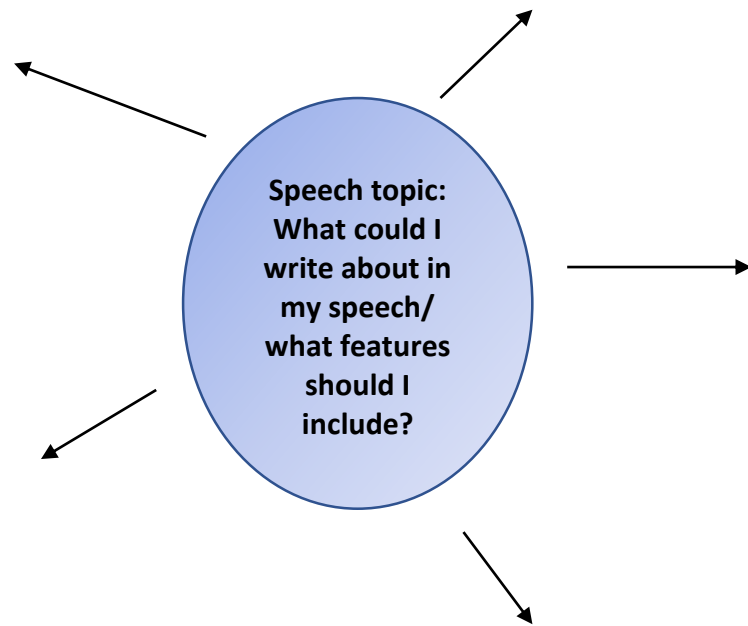 Speech topic:
What could I
write about in
my speech/
what features
should I
include?